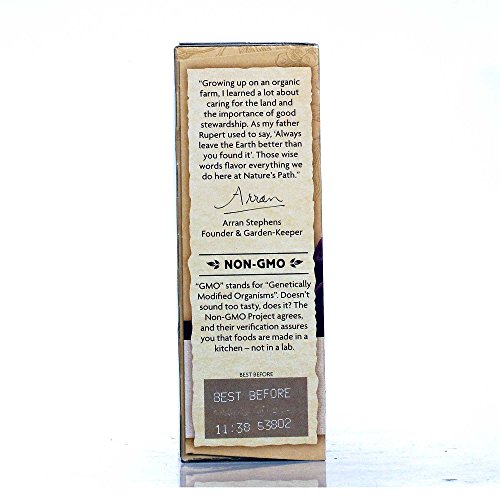 “Growing up on an organic
farm, I learned a lot about
caring for the land and
the importance of good
stewardship. As my father
Rupert used to say, ‘Always
leave the Earth better than
you found it’. Those wise
words flavor everything we
do here at Nature's Path.”
Arran
Arran Stephens
Founder & Garden-Keeper
NON-GMO
“GMO” stands for “Genetically
Modified Organisms”. Doesn't
sound too tasty, does it? The
Non-GMO Project agrees,
and their verification assures
you that foods are made in a
kitchen – not in a lab.
BEST BEFORE
BEST BEFORE
11:38 53802